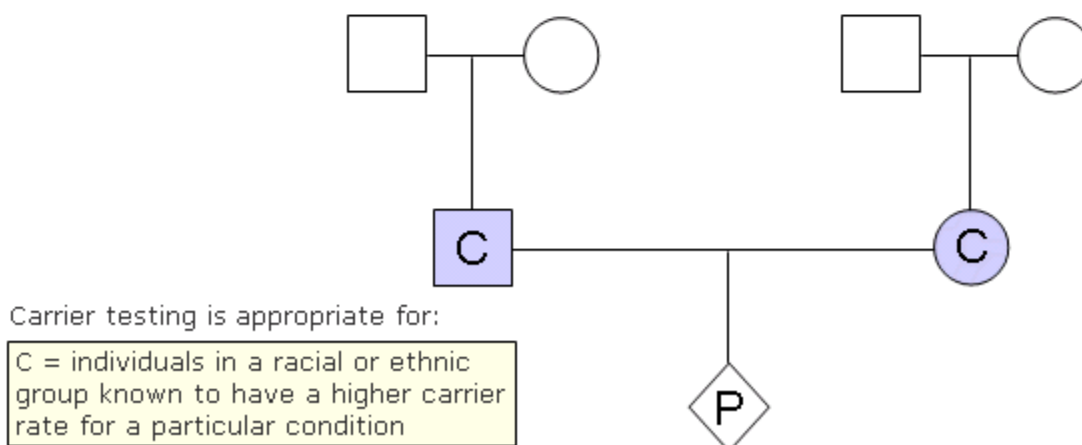 C
C
Carrier testing is appropriate for:
C = individuals in a racial or ethnic
group known to have a higher carrier
rate for a particular condition
P